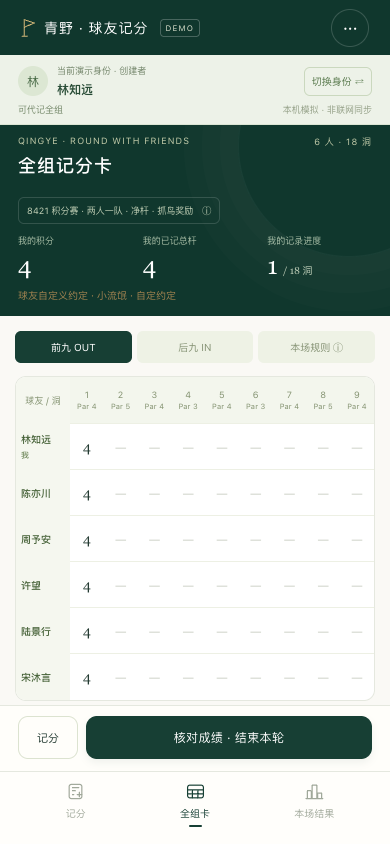 青野 · 球友记分 DEMO
林
当前演示身份 · 创建者
林知远
切换身份 ⇌
可代记全组
本机模拟 · 非联网同步
QINGYE · ROUND WITH FRIENDS
6 人 · 18 洞
全组记分卡
8421 积分赛 · 两人一队 · 净杆 · 抓鸟奖励 ⓘ
我的积分 我的已记总杆 我的记录进度
4 4 1 / 18 洞
球友自定义约定 · 小流氓 · 自定约定
前九 OUT 后九 IN 本场规则 ⓘ
球友 / 洞 1 2 3 4 5 6 7 8 9
Par 4 Par 5 Par 4 Par 3 Par 4 Par 4 Par 3 Par 5 Par 4
林知远 4 — — — — — — — —
我
陈亦川 4 — — — — — — — —
周予安 4 — — — — — — — —
许望 4 — — — — — — — —
陆景行 4 — — — — — — — —
宋沐言 4 — — — — — — — —
记分 核对成绩 · 结束本轮
记分 全组卡 本场结果